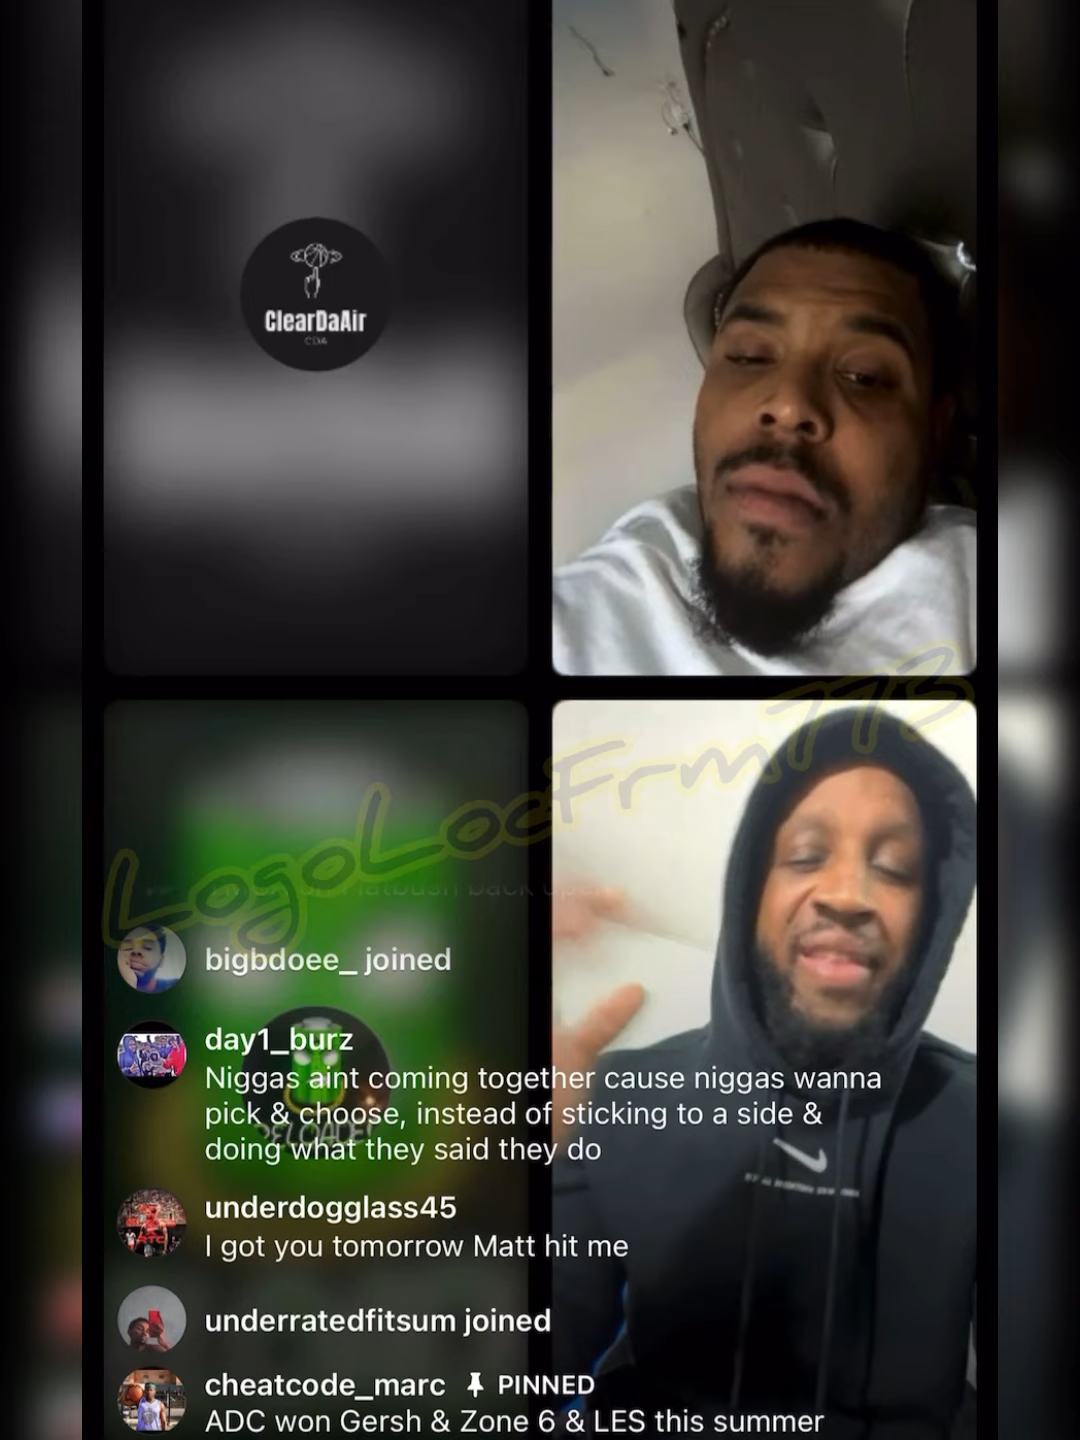 ClearDaAir
CDA
LogoLocFrm773
bigbdoee_ joined
day1_burz
Niggas aint coming together cause niggas wanna
pick & choose, instead of sticking to a side &
doing what they said they do
underdogglass45
I got you tomorrow Matt hit me
underratedfitsum joined
cheatcode_marc PINNED
ADC won Gersh & Zone 6 & LES this summer